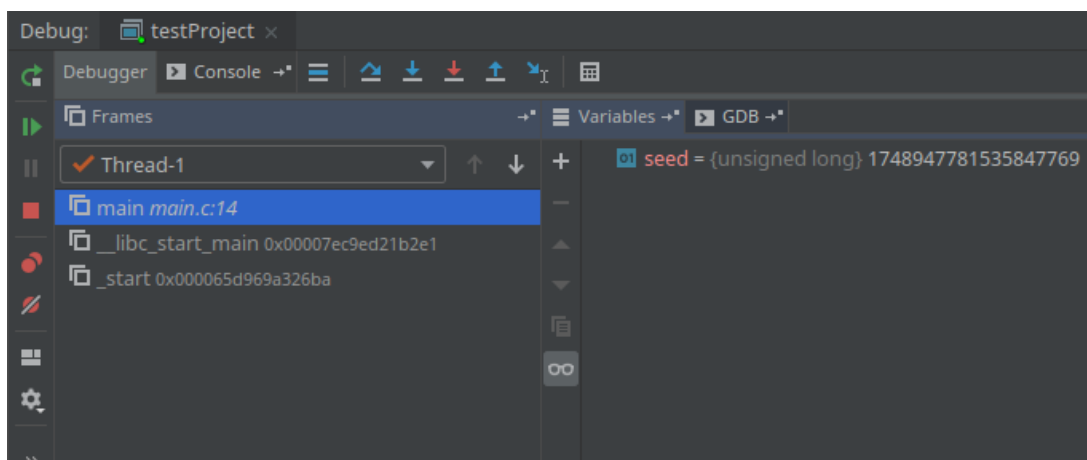 Debug: testProject
Debugger Console
Frames
Variables GDB
Thread-1
seed = {unsigned long} 1748947781535847769
main main.c:14
__libc_start_main 0x00007ec9ed21b2e1
_start 0x000065d969a326ba